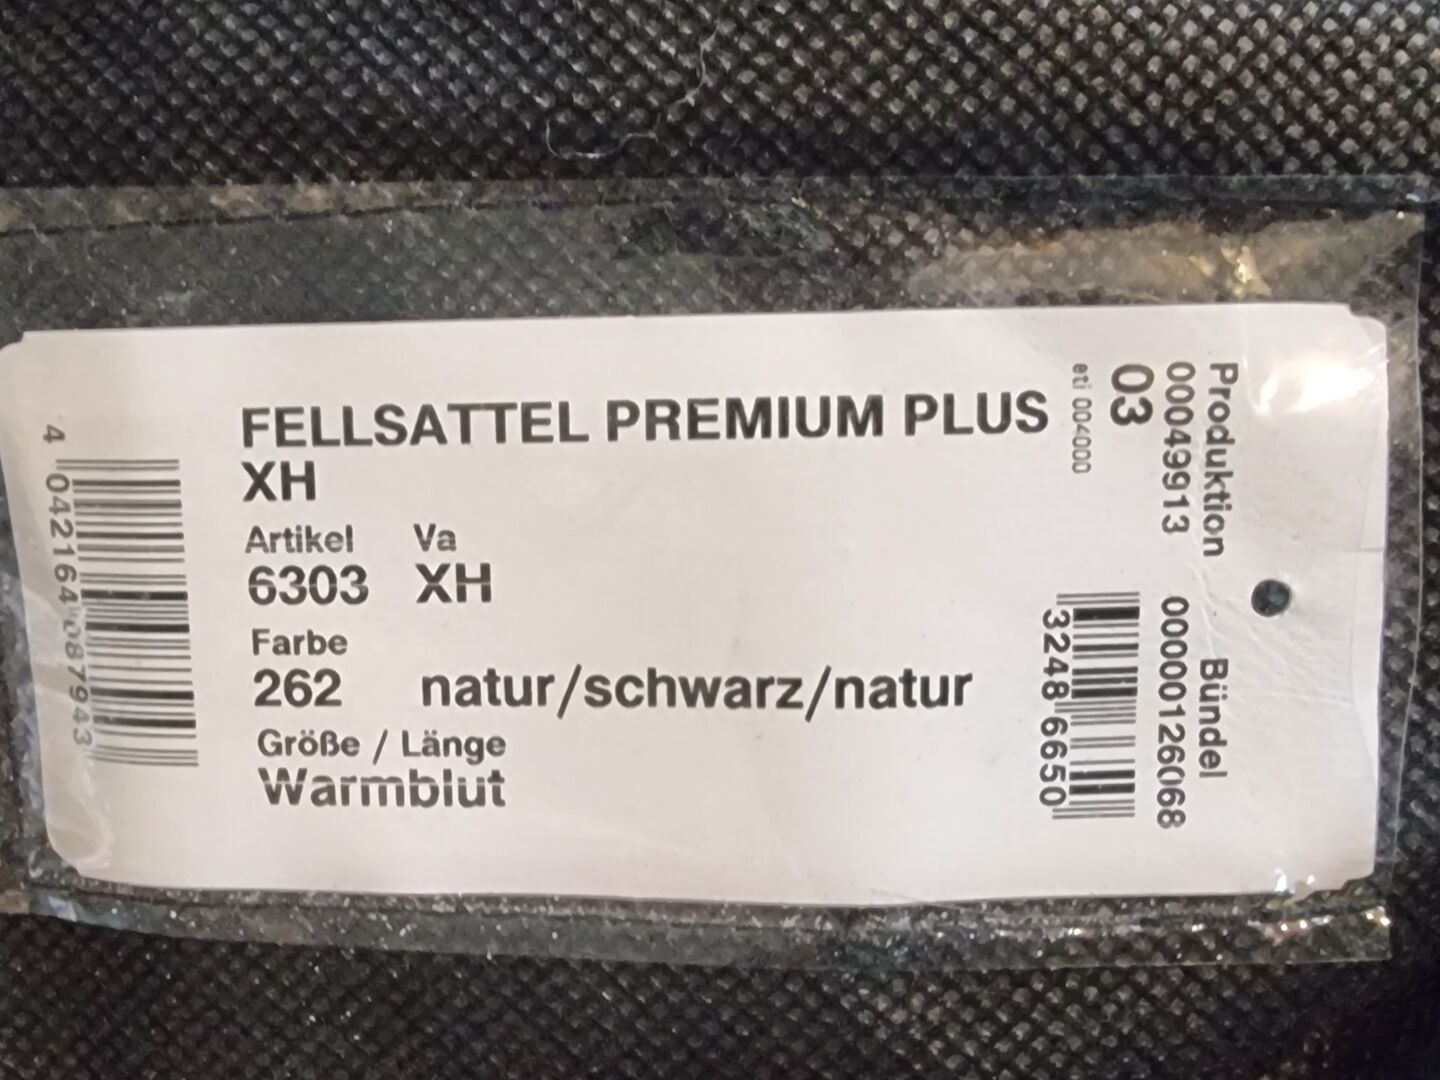 FELLSATTEL PREMIUM PLUS
XH
Artikel Va
6303 XH
Farbe
262 natur/schwarz/natur
Größe / Länge
Warmblut
4 042164 087943
Produktion Bündel
00049913 0000126068
03
3248 6650
eti 004000